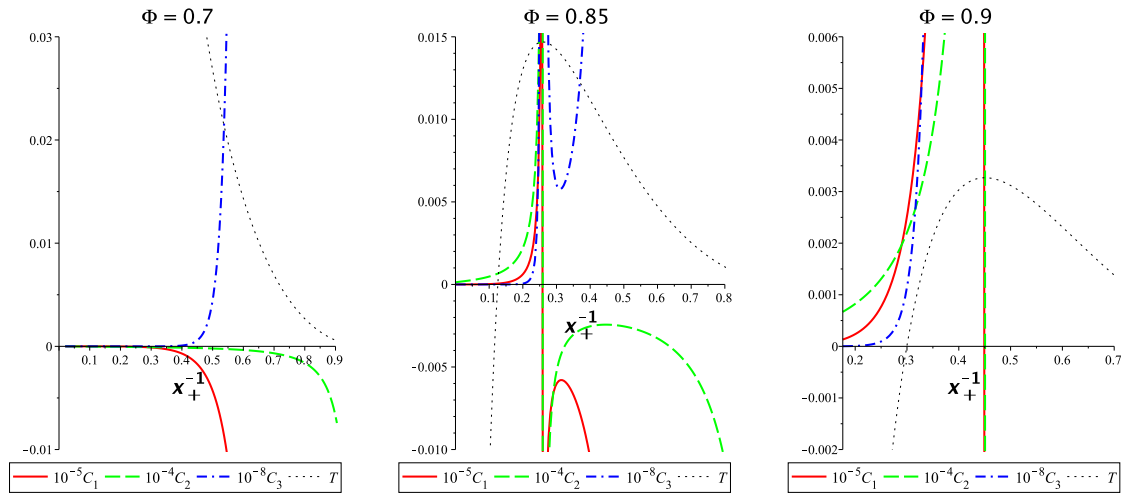 Φ = 0.7
0.03
0.02
0.01
0
−0.01
0.1 0.2 0.3 0.4 0.5 0.6 0.7 0.8 0.9
x₊⁻¹
10⁻⁵C₁ 10⁻⁴C₂ 10⁻⁸C₃ T
Φ = 0.85
0.015
0.010
0.005
0.000
−0.005
−0.010
0.1 0.2 0.3 0.4 0.5 0.6 0.7 0.8
x₊⁻¹
10⁻⁵C₁ 10⁻⁴C₂ 10⁻⁸C₃ T
Φ = 0.9
0.006
0.005
0.004
0.003
0.002
0.001
0.000
−0.001
−0.002
0.2 0.3 0.4 0.5 0.6 0.7
x₊⁻¹
10⁻⁵C₁ 10⁻⁴C₂ 10⁻⁸C₃ T